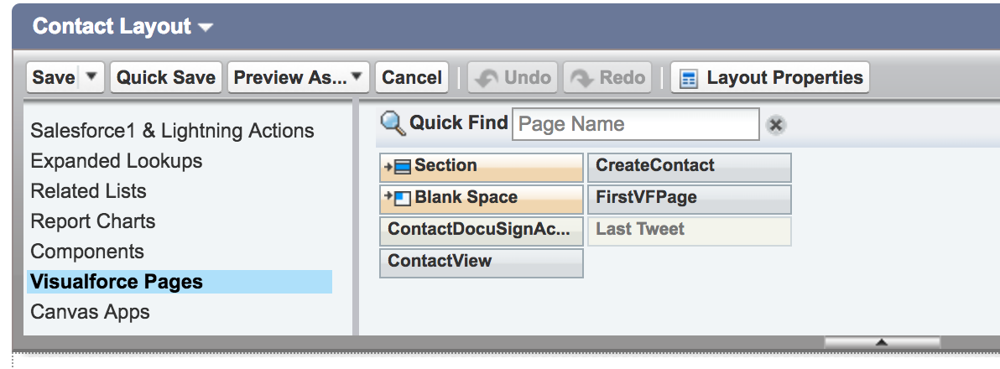 Contact Layout
Save Quick Save Preview As... Cancel Undo Redo Layout Properties
Salesforce1 & Lightning Actions
Expanded Lookups
Related Lists
Report Charts
Components
Visualforce Pages
Canvas Apps
Quick Find Page Name
Section CreateContact
Blank Space FirstVFPage
ContactDocuSignAc... Last Tweet
ContactView